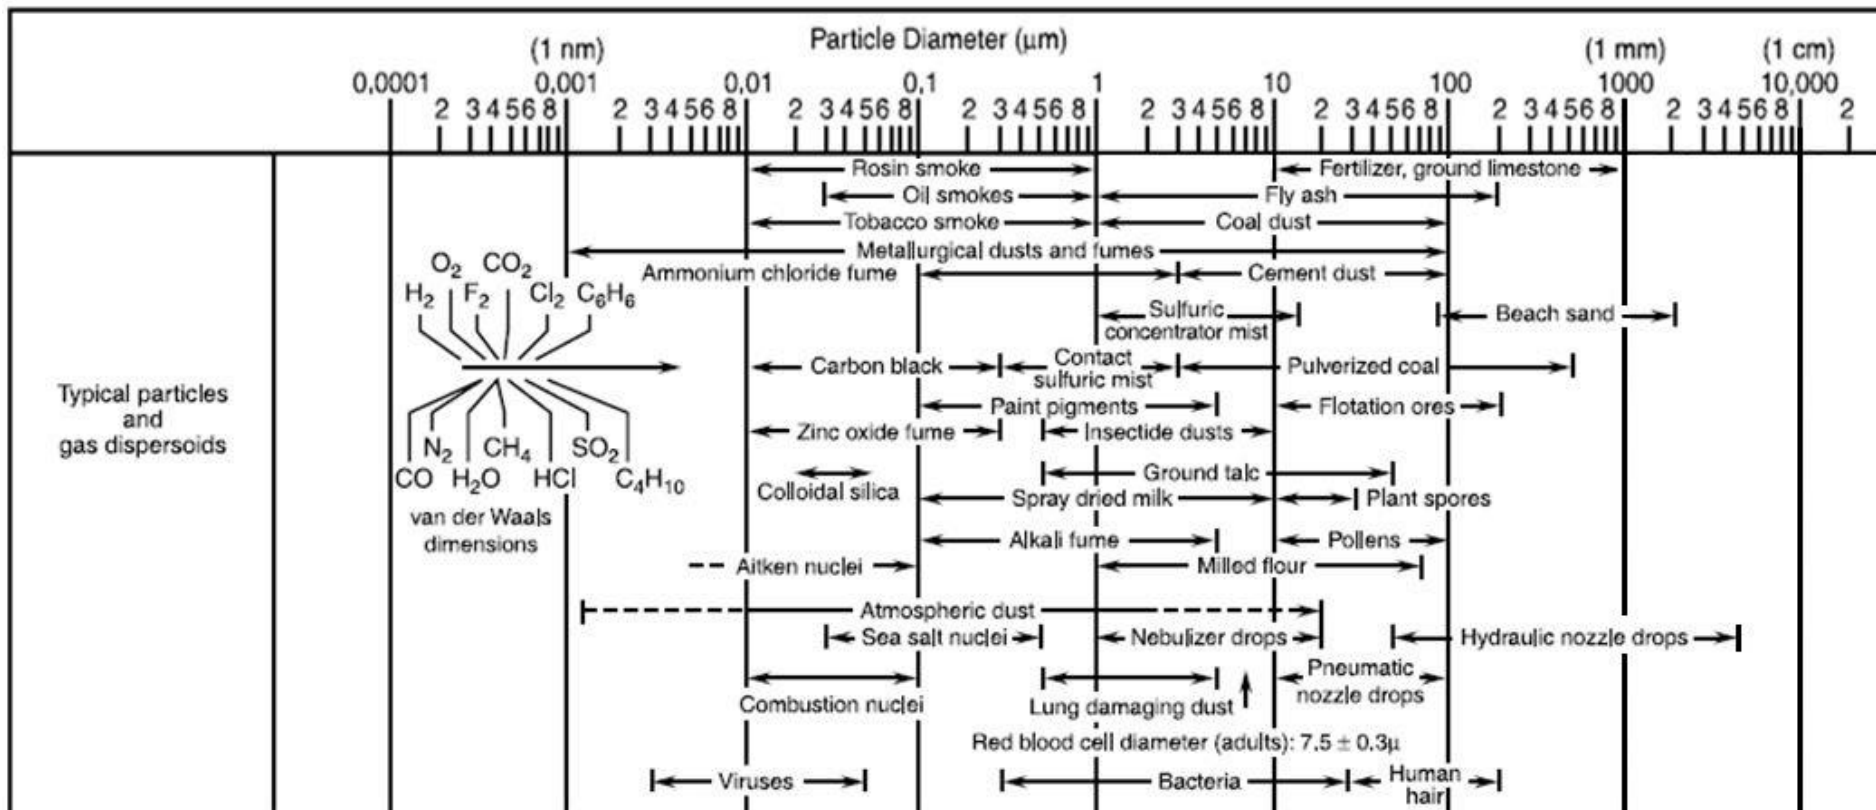 Particle Diameter (μm)
(1 nm) (1 mm) (1 cm)
0,0001 0,001 0,01 0,1 1 10 100 1000 10,000
2 3 4 5 6 8 2 3 4 5 6 8 2 3 4 5 6 8 2 3 4 5 6 8 2 3 4 5 6 8 2 3 4 5 6 8 2 3 4 5 6 8 2 3 4 5 6 8 2
Rosin smoke Fertilizer, ground limestone
Oil smokes Fly ash
Tobacco smoke Coal dust
Metallurgical dusts and fumes
Ammonium chloride fume Cement dust
O2 CO2
H2 F2 Cl2 C6H6
Sulfuric
concentrator mist
Beach sand
Carbon black
Contact
sulfuric mist
Pulverized coal
Typical particles
and
gas dispersoids
Paint pigments Flotation ores
Zinc oxide fume Insectide dusts
N2 CH4 SO2
CO H2O HCl C4H10
van der Waals
dimensions
Ground talc
Colloidal silica
Spray dried milk Plant spores
Alkali fume Pollens
Aitken nuclei Milled flour
Atmospheric dust
Sea salt nuclei Nebulizer drops Hydraulic nozzle drops
Pneumatic
nozzle drops
Combustion nuclei Lung damaging dust
Red blood cell diameter (adults): 7.5 ± 0.3μ
Viruses Bacteria
Human
hair